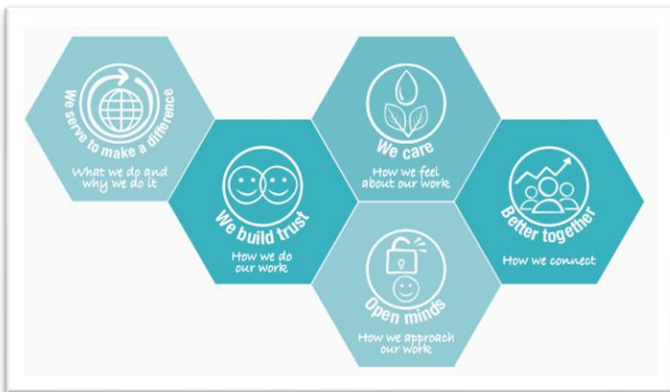 We serve to make a difference
What we do and
why we do it
We build trust
How we do
our work
We care
How we feel
about our work
Open minds
How we approach
our work
Better together
How we connect